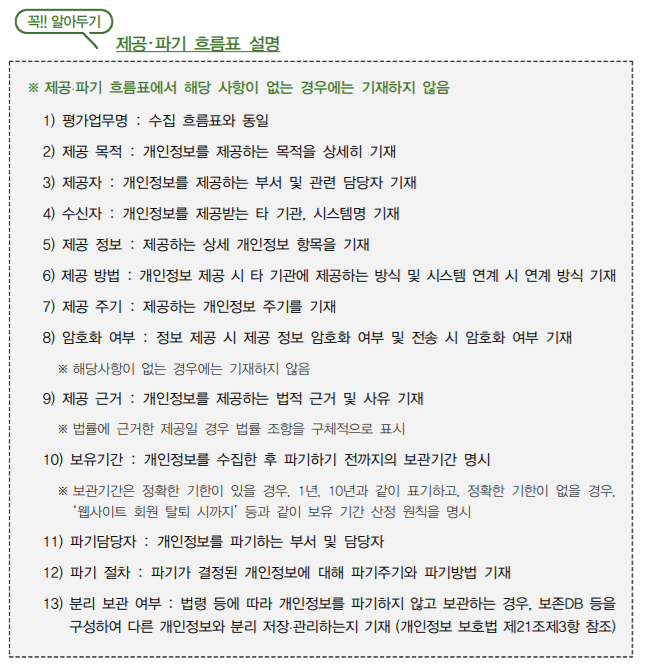 꼭!! 알아두기
제공·파기 흐름표 설명
※ 제공·파기 흐름표에서 해당 사항이 없는 경우에는 기재하지 않음
1) 평가업무명 : 수집 흐름표와 동일
2) 제공 목적 : 개인정보를 제공하는 목적을 상세히 기재
3) 제공자 : 개인정보를 제공하는 부서 및 관련 담당자 기재
4) 수신자 : 개인정보를 제공받는 타 기관, 시스템명 기재
5) 제공 정보 : 제공하는 상세 개인정보 항목을 기재
6) 제공 방법 : 개인정보 제공 시 타 기관에 제공하는 방식 및 시스템 연계 시 연계 방식 기재
7) 제공 주기 : 제공하는 개인정보 주기를 기재
8) 암호화 여부 : 정보 제공 시 제공 정보 암호화 여부 및 전송 시 암호화 여부 기재
※ 해당사항이 없는 경우에는 기재하지 않음
9) 제공 근거 : 개인정보를 제공하는 법적 근거 및 사유 기재
※ 법률에 근거한 제공일 경우 법률 조항을 구체적으로 표시
10) 보유기간 : 개인정보를 수집한 후 파기하기 전까지의 보관기간 명시
※ 보관기간은 정확한 기한이 있을 경우, 1년, 10년과 같이 표기하고, 정확한 기한이 없을 경우,
‘웹사이트 회원 탈퇴 시까지’ 등과 같이 보유 기간 산정 원칙을 명시
11) 파기담당자 : 개인정보를 파기하는 부서 및 담당자
12) 파기 절차 : 파기가 결정된 개인정보에 대해 파기주기와 파기방법 기재
13) 분리 보관 여부 : 법령 등에 따라 개인정보를 파기하지 않고 보관하는 경우, 보존DB 등을
구성하여 다른 개인정보와 분리 저장·관리하는지 기재 (개인정보 보호법 제21조제3항 참조)